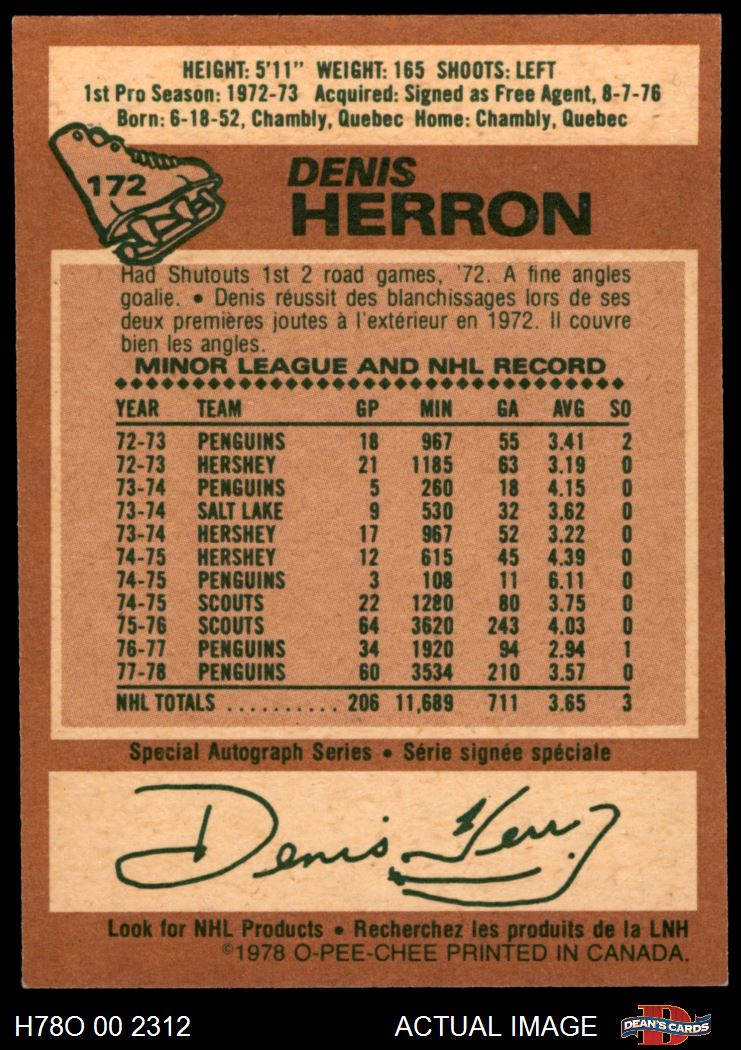 HEIGHT: 5'11" WEIGHT: 165 SHOOTS: LEFT
1st Pro Season: 1972-73 Acquired: Signed as Free Agent, 8-7-76
Born: 6-18-52, Chambly, Quebec Home: Chambly, Quebec
172
DENIS
HERRON
Had Shutouts 1st 2 road games, '72. A fine angles
goalie. • Denis réussit des blanchissages lors de ses
deux premières joutes à l'extérieur en 1972. Il couvre
bien les angles.
MINOR LEAGUE AND NHL RECORD
YEAR TEAM GP MIN GA AVG SO
72-73 PENGUINS 18 967 55 3.41 2
72-73 HERSHEY 21 1185 63 3.19 0
73-74 PENGUINS 5 260 18 4.15 0
73-74 SALT LAKE 9 530 32 3.62 0
73-74 HERSHEY 17 967 52 3.22 0
74-75 HERSHEY 12 615 45 4.39 0
74-75 PENGUINS 3 108 11 6.11 0
74-75 SCOUTS 22 1280 80 3.75 0
75-76 SCOUTS 64 3620 243 4.03 0
76-77 PENGUINS 34 1920 94 2.94 1
77-78 PENGUINS 60 3534 210 3.57 0
NHL TOTALS .......... 206 11,689 711 3.65 3
Special Autograph Series • Série signée spéciale
Denis Herron
Look for NHL Products • Recherchez les produits de la LNH
©1978 O-PEE-CHEE PRINTED IN CANADA.
H78O 00 2312 ACTUAL IMAGE
D
DEAN'S CARDS